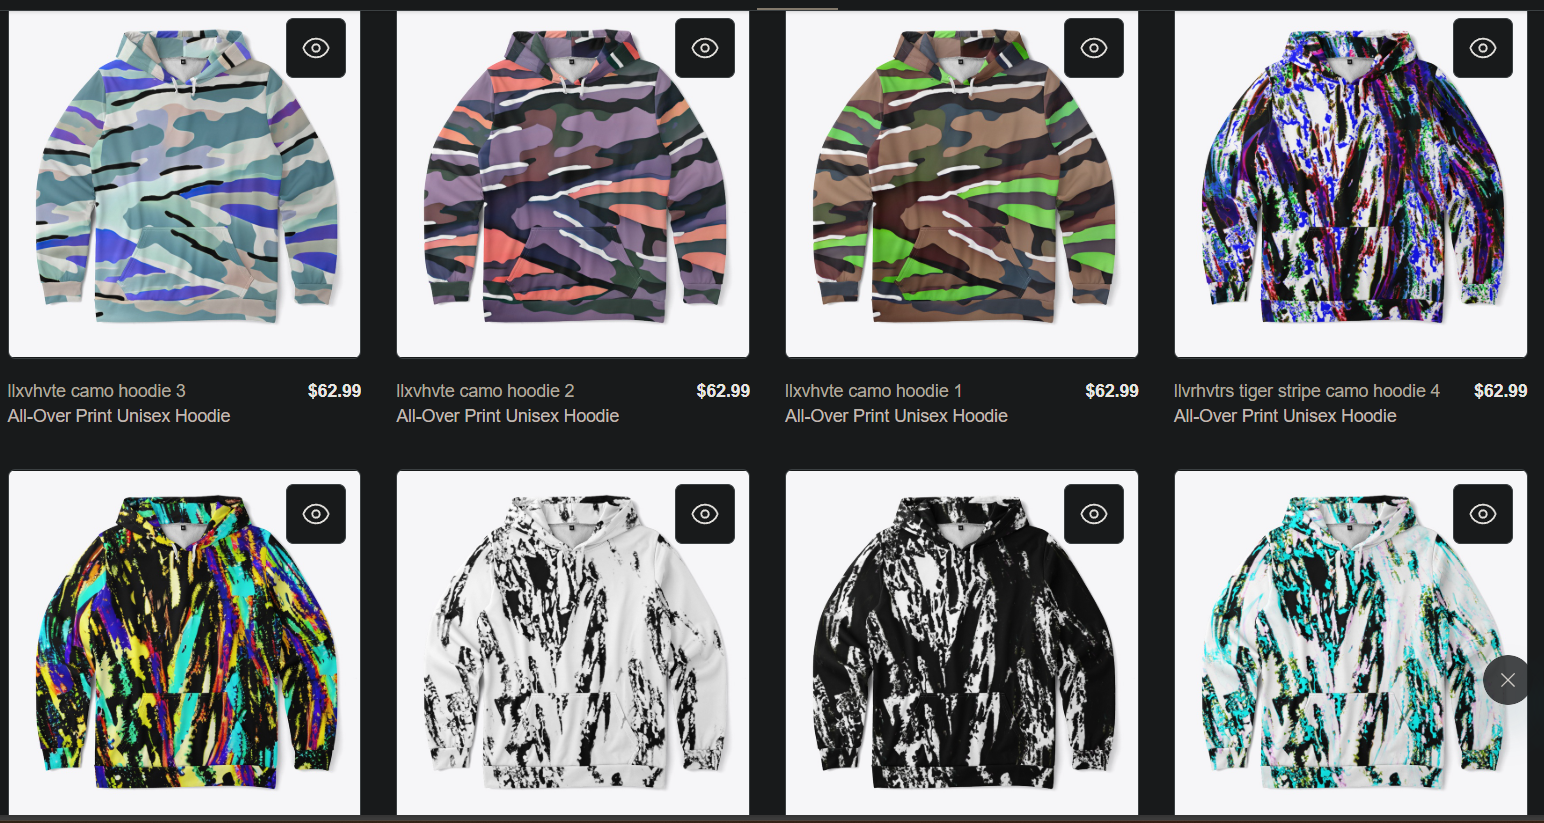 llxvhvte camo hoodie 3 $62.99
All-Over Print Unisex Hoodie
llxvhvte camo hoodie 2 $62.99
All-Over Print Unisex Hoodie
llxvhvte camo hoodie 1 $62.99
All-Over Print Unisex Hoodie
llvrhvtrs tiger stripe camo hoodie 4 $62.99
All-Over Print Unisex Hoodie